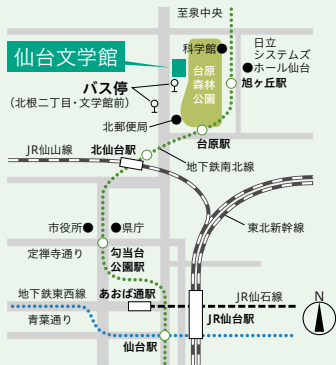 至泉中央
仙台文学館
科学館
日立
システムズ
ホール仙台
台原
森林
公園
旭ヶ丘駅
バス停
(北根二丁目・文学館前)
北郵便局
台原駅
JR仙山線
北仙台駅
地下鉄南北線
市役所
県庁
東北新幹線
定禅寺通り
勾当台
公園駅
地下鉄東西線
あおば通駅
JR仙石線
青葉通り
JR仙台駅
仙台駅
N